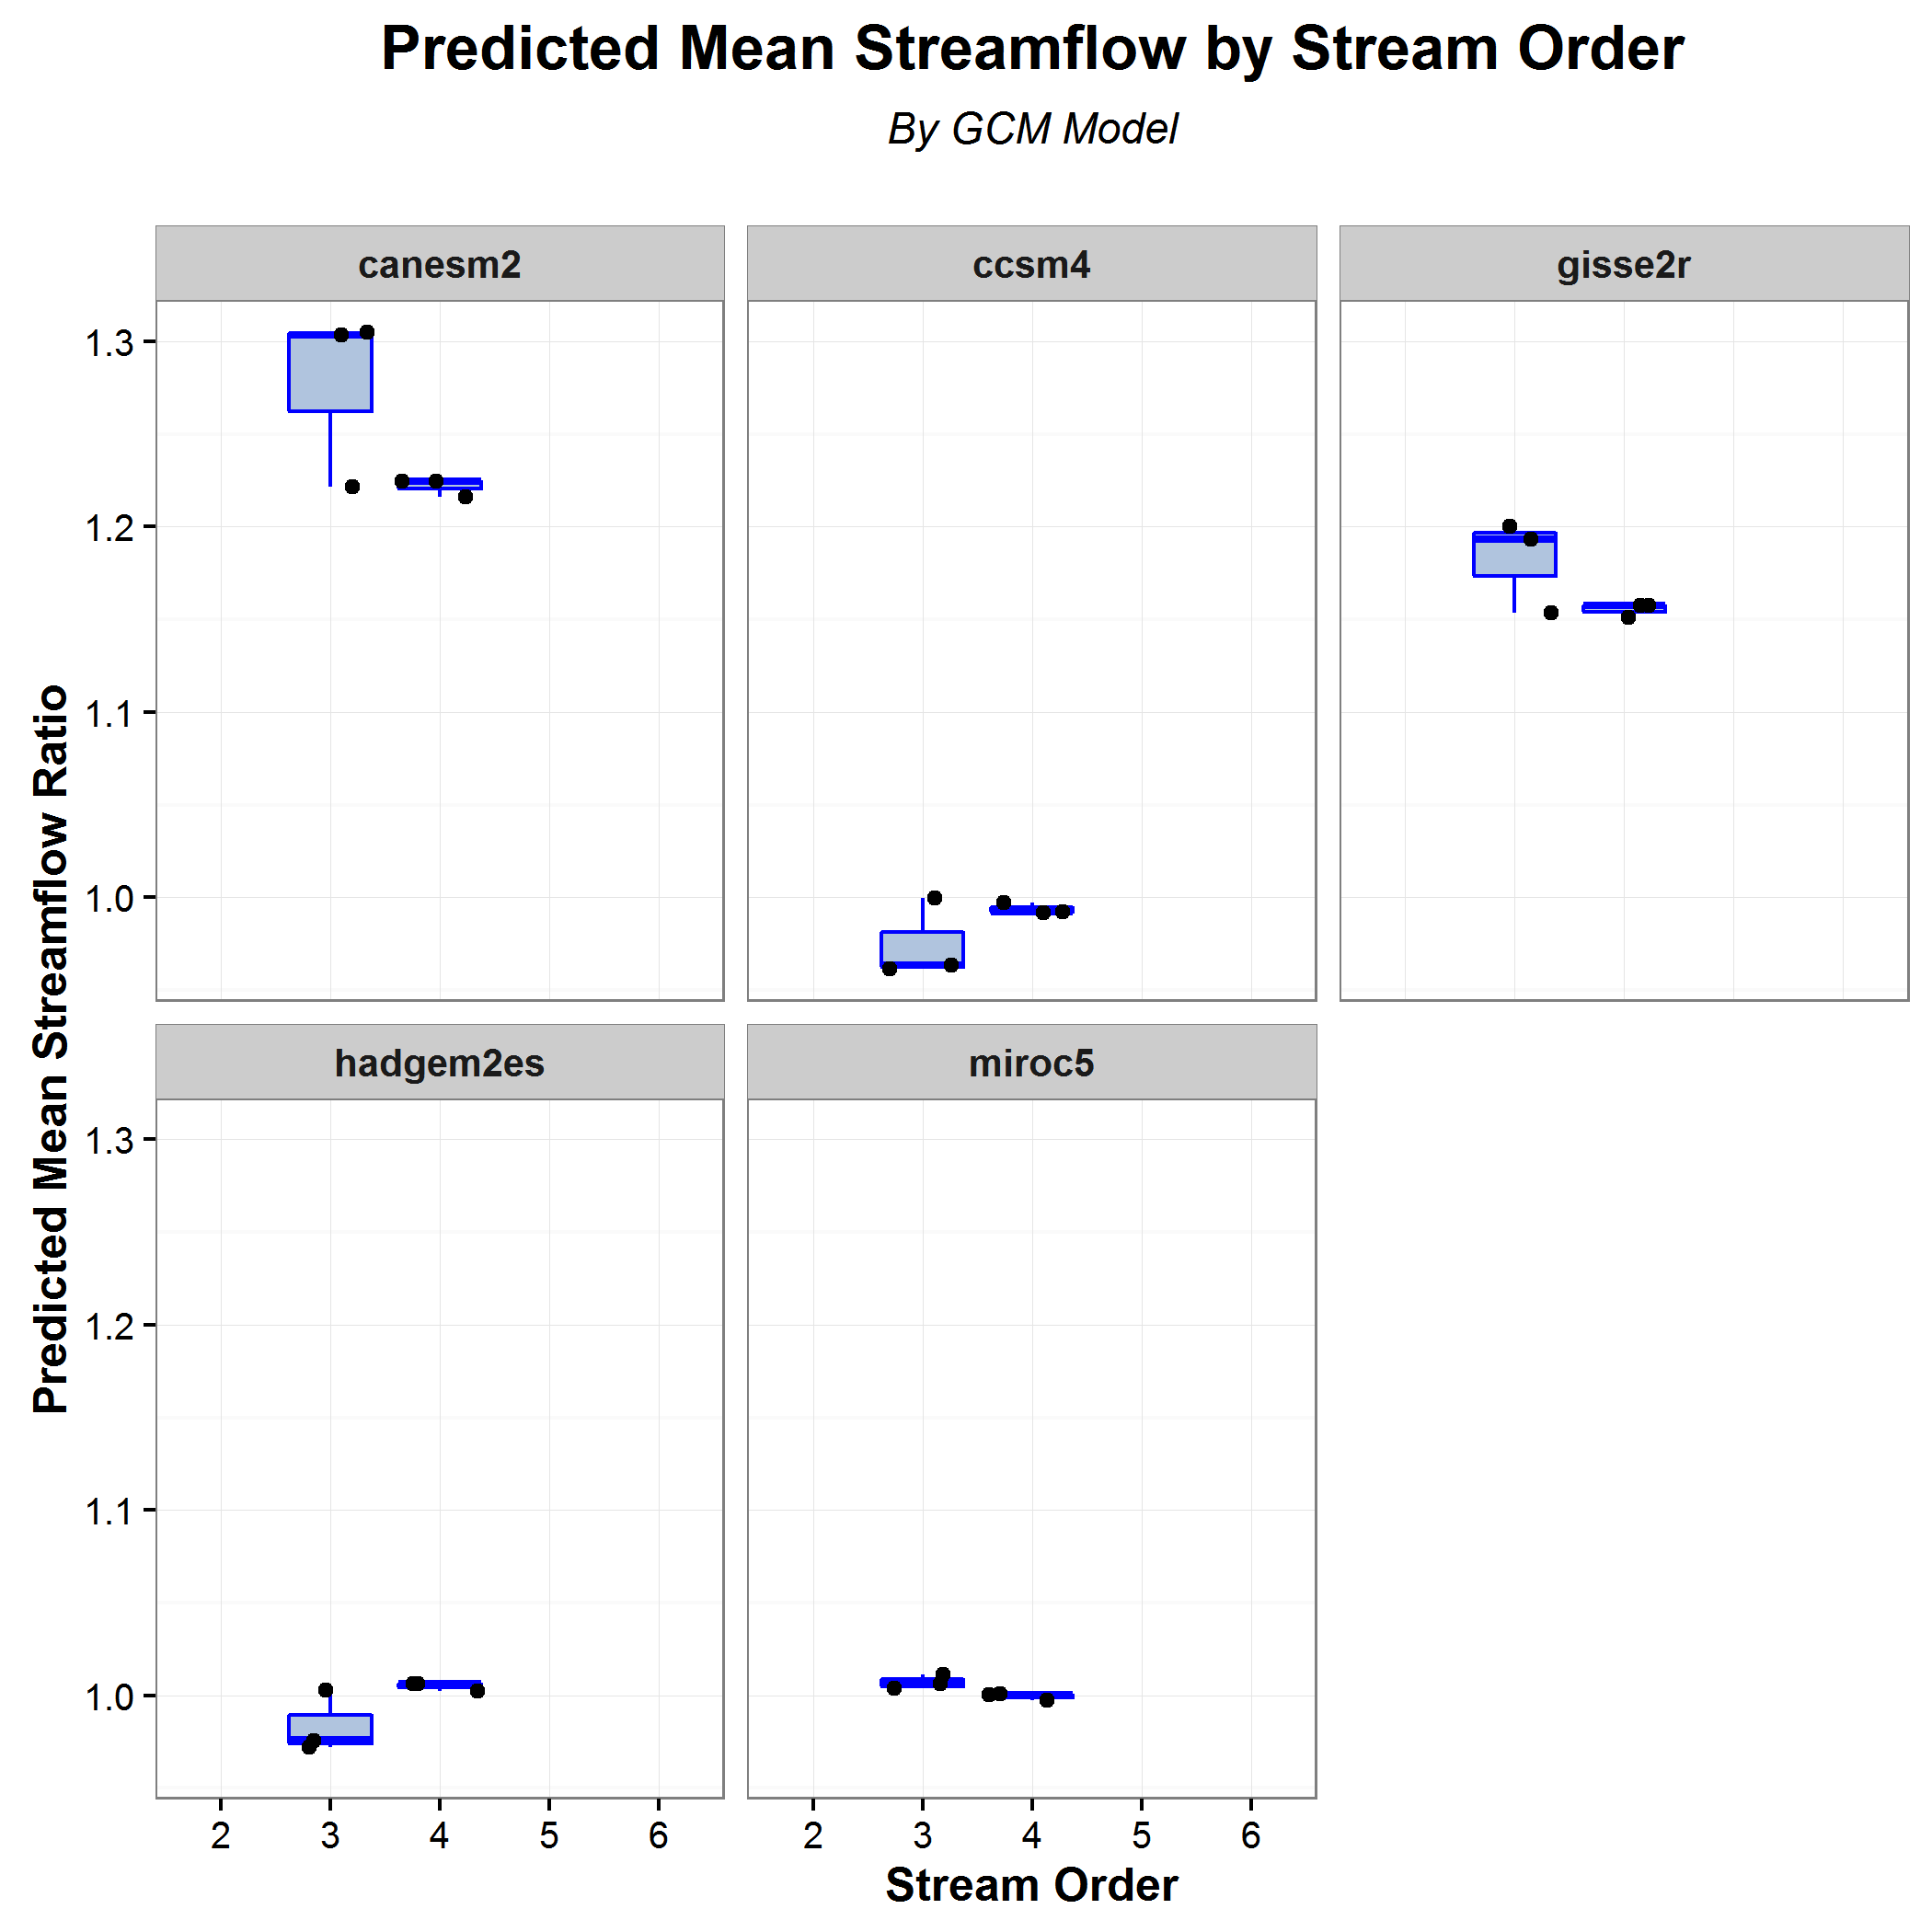 Predicted Mean Streamflow by Stream Order
By GCM Model
canesm2
ccsm4
gisse2r
1.3
1.2
1.1
1.0
Predicted Mean Streamflow Ratio
hadgem2es
miroc5
1.3
1.2
1.1
1.0
2 3 4 5 6
2 3 4 5 6
Stream Order